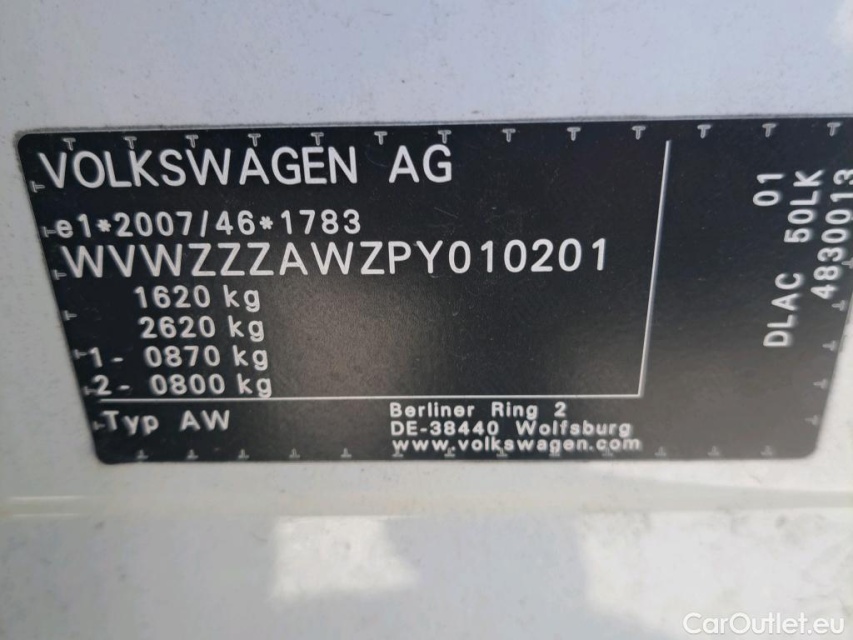 VOLKSWAGEN AG
e1*2007/46*1783
WVWZZZAWZPY010201
1620 kg
2620 kg
1- 0870 kg
2- 0800 kg
Typ AW
Berliner Ring 2
DE-38440 Wolfsburg
www.volkswagen.com
01
DLAC 50LK
4830013
CarOutlet.eu